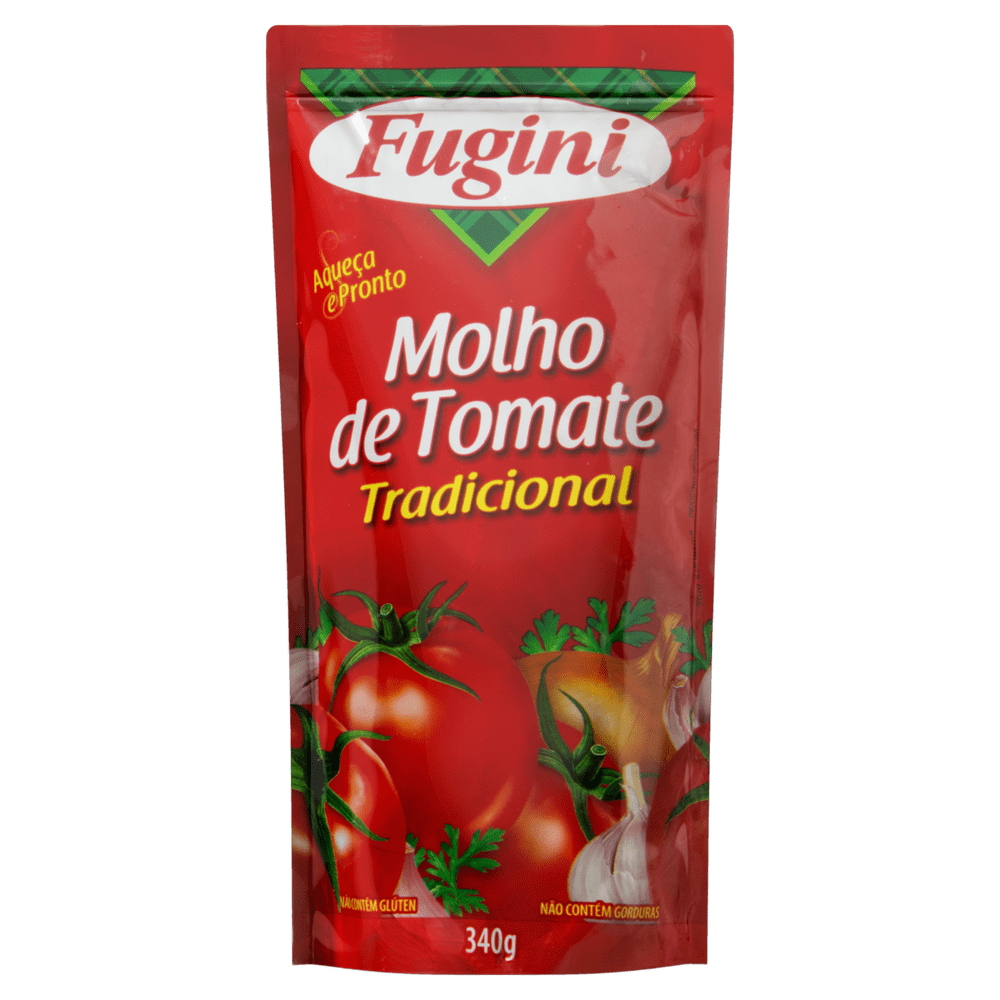 Fugini
Aqueça
e Pronto
Molho
de Tomate
Tradicional
NÃO CONTÉM GLÚTEN
NÃO CONTÉM GORDURAS
340g